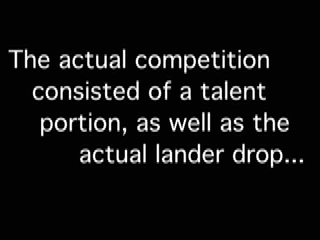 The actual competition
consisted of a talent
portion, as well as the
actual lander drop...